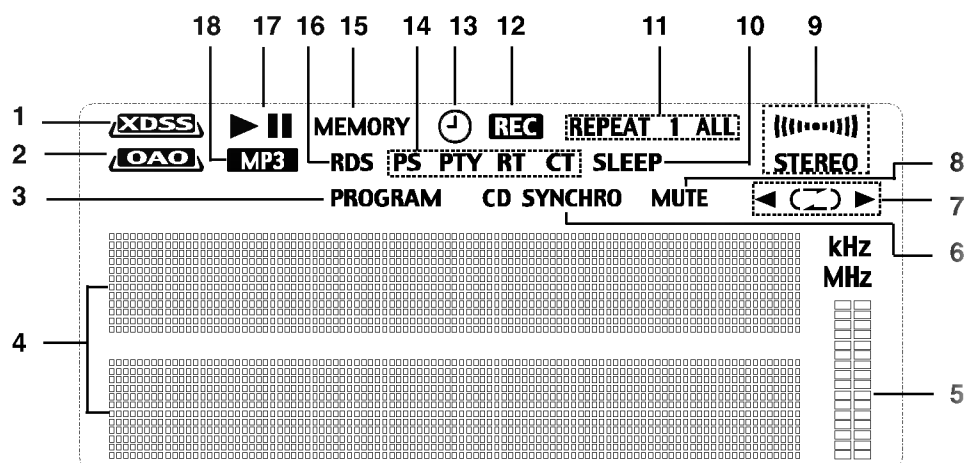 18 17 16 15 14 13 12 11 10 9
1 XDSS MEMORY REC REPEAT 1 ALL
2 OAO MP3 RDS PS PTY RT CT SLEEP STEREO 8
3 PROGRAM CD SYNCHRO MUTE 7
kHz 6
MHz
4
5